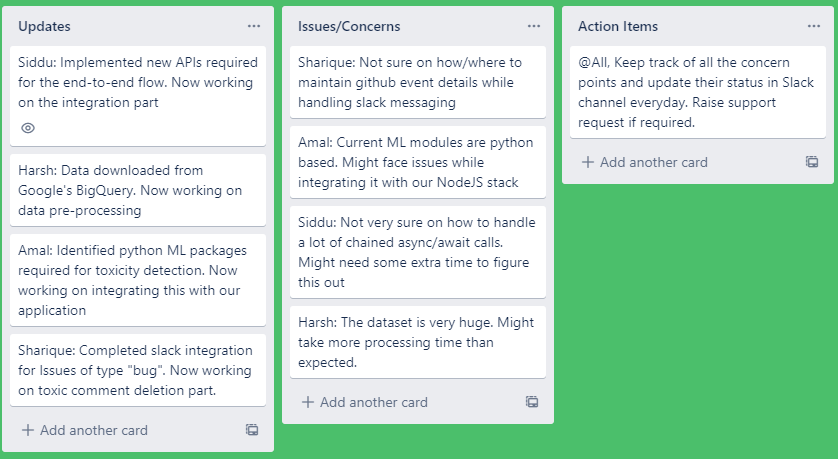 Updates
Siddu: Implemented new APIs required
for the end-to-end flow. Now working
on the integration part
Harsh: Data downloaded from
Google's BigQuery. Now working on
data pre-processing
Amal: Identified python ML packages
required for toxicity detection. Now
working on integrating this with our
application
Sharique: Completed slack integration
for Issues of type "bug". Now working
on toxic comment deletion part.
Add another card
Issues/Concerns
Sharique: Not sure on how/where to
maintain github event details while
handling slack messaging
Amal: Current ML modules are python
based. Might face issues while
integrating it with our NodeJS stack
Siddu: Not very sure on how to handle
a lot of chained async/await calls.
Might need some extra time to figure
this out
Harsh: The dataset is very huge. Might
take more processing time than
expected.
Add another card
Action Items
@All, Keep track of all the concern
points and update their status in Slack
channel everyday. Raise support
request if required.
Add another card